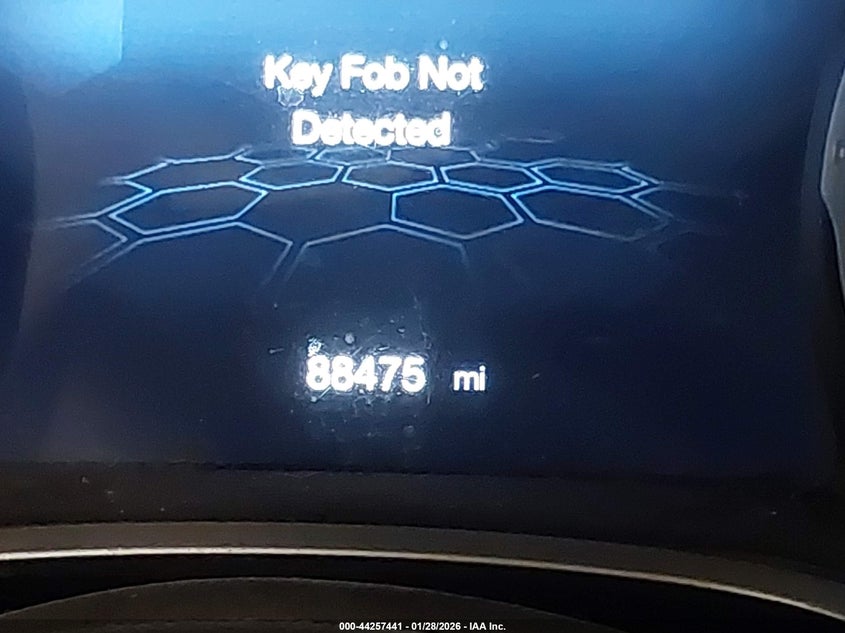 Key Fob Not
Detected
88475 mi
000-44257441 - 01/28/2026 - IAA Inc.